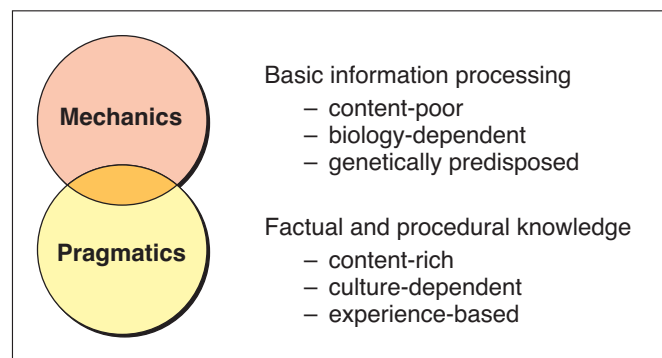 Mechanics
Basic information processing
– content-poor
– biology-dependent
– genetically predisposed
Pragmatics
Factual and procedural knowledge
– content-rich
– culture-dependent
– experience-based